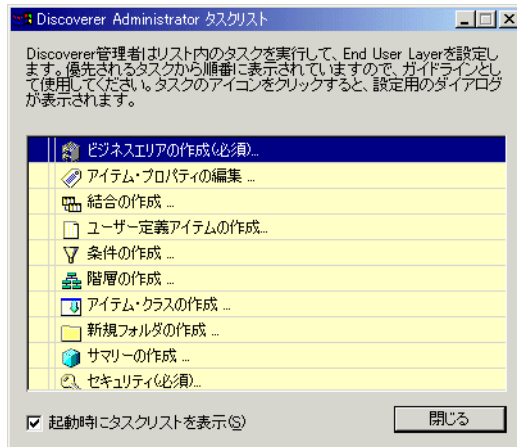 Discoverer Administrator タスクリスト
Discoverer管理者はリスト内のタスクを実行して、End User Layerを設定し
ます。優先されるタスクから順番に表示されていますので、ガイドラインとし
て使用してください。タスクのアイコンをクリックすると、設定用のダイアログ
が表示されます。
ビジネスエリアの作成(必須)...
アイテム・プロパティの編集 ...
結合の作成 ...
ユーザー定義アイテムの作成...
条件の作成 ...
階層の作成 ...
アイテム・クラスの作成 ...
新規フォルダの作成 ...
サマリーの作成 ...
セキュリティ(必須)...
起動時にタスクリストを表示(S)
閉じる